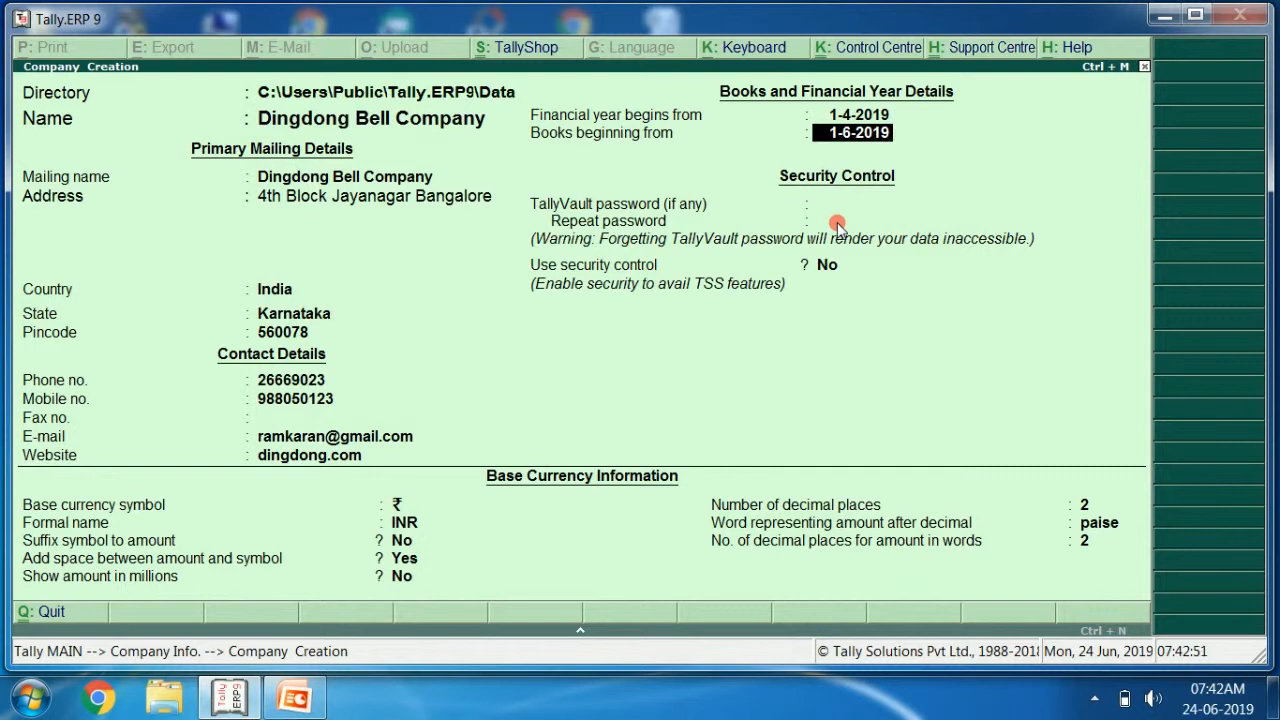 Tally.ERP 9
P: Print E: Export M: E-Mail O: Upload S: TallyShop G: Language K: Keyboard K: Control Centre H: Support Centre H: Help
Company Creation Ctrl + M
Directory : C:\Users\Public\Tally.ERP9\Data
Name : Dingdong Bell Company
Primary Mailing Details
Mailing name : Dingdong Bell Company
Address : 4th Block Jayanagar Bangalore
Country : India
State : Karnataka
Pincode : 560078
Contact Details
Phone no. : 26669023
Mobile no. : 988050123
Fax no. :
E-mail : ramkaran@gmail.com
Website : dingdong.com
Books and Financial Year Details
Financial year begins from : 1-4-2019
Books beginning from : 1-6-2019
Security Control
TallyVault password (if any) :
Repeat password :
(Warning: Forgetting TallyVault password will render your data inaccessible.)
Use security control ? No
(Enable security to avail TSS features)
Base Currency Information
Base currency symbol : ₹
Formal name : INR
Suffix symbol to amount ? No
Add space between amount and symbol ? Yes
Show amount in millions ? No
Number of decimal places : 2
Word representing amount after decimal : paise
No. of decimal places for amount in words : 2
Q: Quit
Ctrl + N
Tally MAIN --> Company Info. --> Company Creation © Tally Solutions Pvt Ltd., 1988-2018 Mon, 24 Jun, 2019 07:42:51
07:42AM
24-06-2019